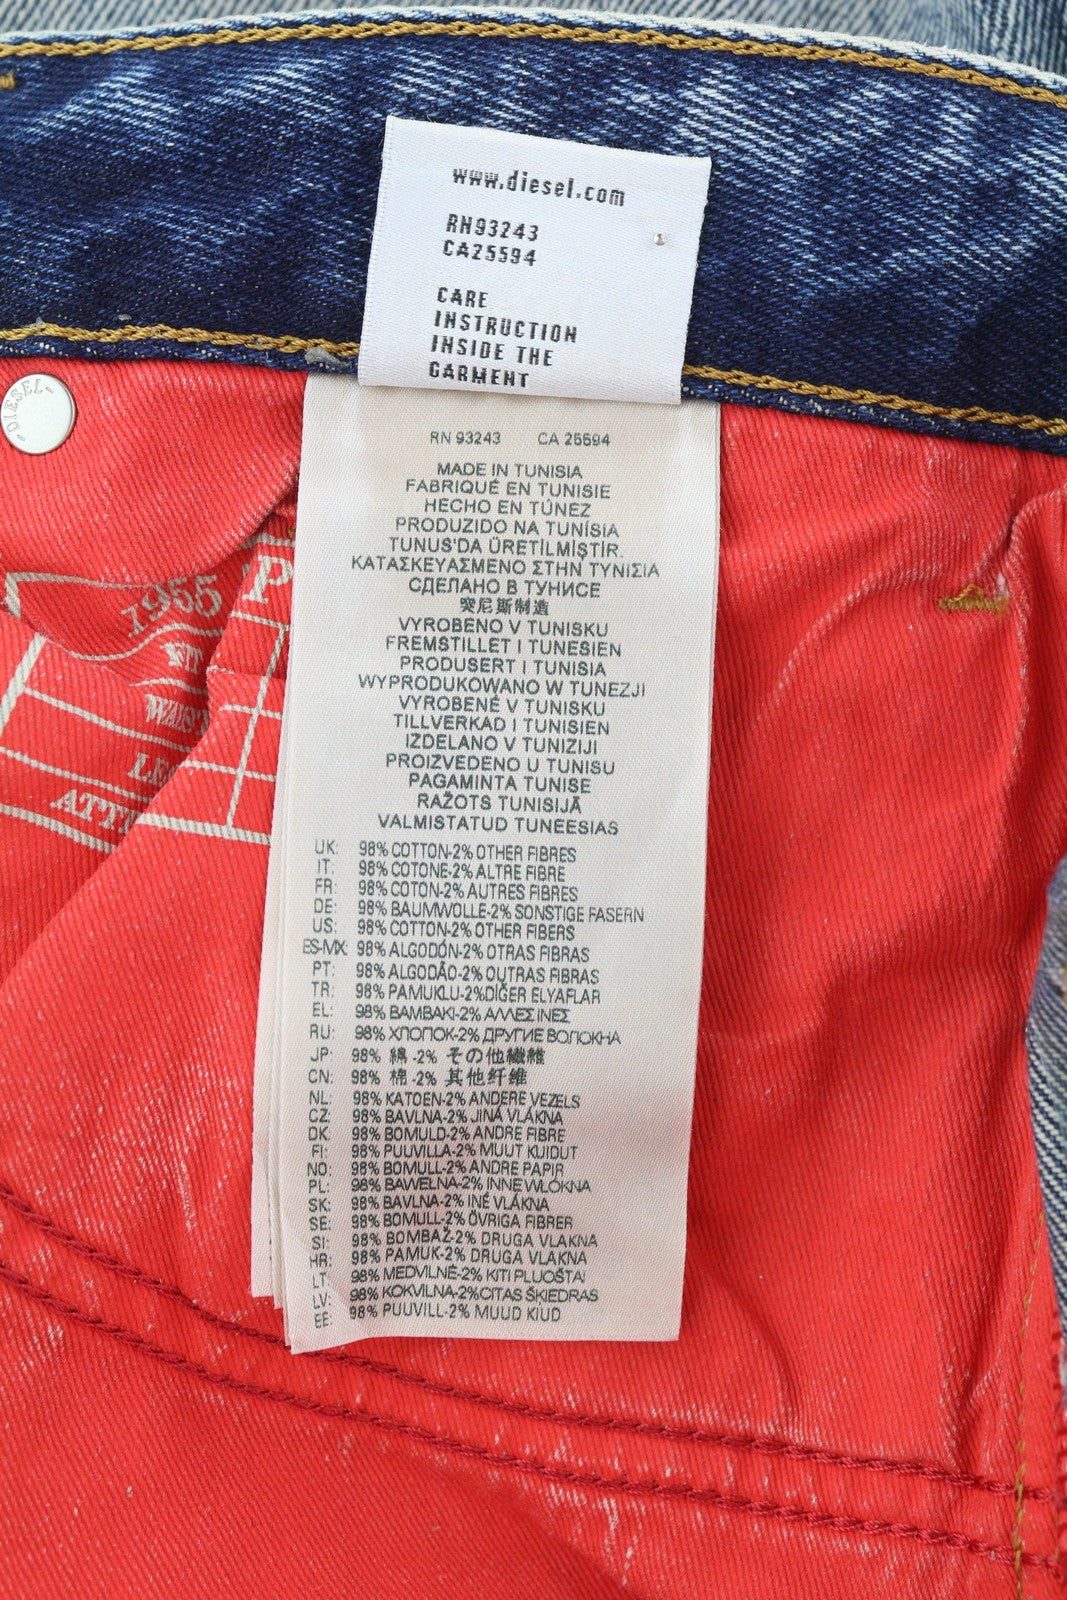 www.diesel.com
RN93243
CA25594
CARE
INSTRUCTION
INSIDE THE
GARMENT
DIESEL
RN 93243 CA 25594
MADE IN TUNISIA
FABRIQUÉ EN TUNISIE
HECHO EN TÚNEZ
PRODUZIDO NA TUNÍSIA
TUNUS'DA ÜRETİLMİŞTİR.
ΚΑΤΑΣΚΕΥΑΣΜΕΝΟ ΣΤΗΝ ΤΥΝΙΣΙΑ
СДЕЛАНО В ТУНИСЕ
突尼斯制造
VYROBENO V TUNISKU
FREMSTILLET I TUNESIEN
PRODUSERT I TUNISIA
WYPRODUKOWANO W TUNEZJI
VYROBENÉ V TUNISKU
TILLVERKAD I TUNISIEN
IZDELANO V TUNIZIJI
PROIZVEDENO U TUNISU
PAGAMINTA TUNISE
RAŽOTS TUNISIJĀ
VALMISTATUD TUNEESIAS
UK: 98% COTTON-2% OTHER FIBRES
IT: 98% COTONE-2% ALTRE FIBRE
FR: 98% COTON-2% AUTRES FIBRES
DE: 98% BAUMWOLLE-2% SONSTIGE FASERN
US: 98% COTTON-2% OTHER FIBERS
ES-MX: 98% ALGODÓN-2% OTRAS FIBRAS
PT: 98% ALGODÃO-2% OUTRAS FIBRAS
TR: 98% PAMUKLU-2%DİĞER ELYAFLAR
EL: 98% ΒΑΜΒΑΚΙ-2% ΑΛΛΕΣ ΙΝΕΣ
RU: 98% ХЛОПОК-2% ДРУГИЕ ВОЛОКНА
JP: 98% 綿 -2% その他繊維
CN: 98% 棉 -2% 其他纤维
NL: 98% KATOEN-2% ANDERE VEZELS
CZ: 98% BAVLNA-2% JINÁ VLÁKNA
DK: 98% BOMULD-2% ANDRE FIBRE
FI: 98% PUUVILLA-2% MUUT KUIDUT
NO: 98% BOMULL-2% ANDRE PAPIR
PL: 98% BAWEŁNA-2% INNE WŁÓKNA
SK: 98% BAVLNA-2% INÉ VLÁKNA
SE: 98% BOMULL-2% ÖVRIGA FIBRER
SI: 98% BOMBAŽ-2% DRUGA VLAKNA
HR: 98% PAMUK-2% DRUGA VLAKNA
LT: 98% MEDVILNĖ-2% KITI PLUOŠTAI
LV: 98% KOKVILNA-2%CITAS ŠĶIEDRAS
EE: 98% PUUVILL-2% MUUD KIUD
1955 'P
WAIST
ATT